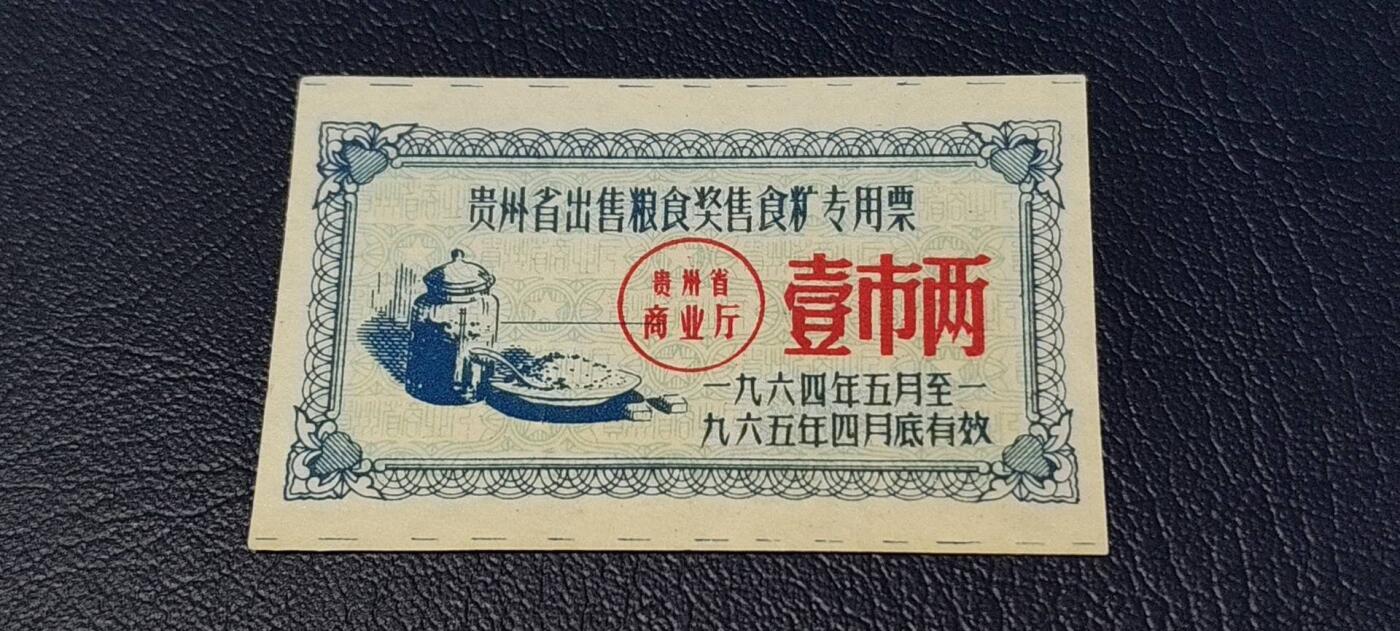 贵州省出售粮食奖售食糖专用票
贵州省
商业厅
壹市两
一九六四年五月至一
九六五年四月底有效